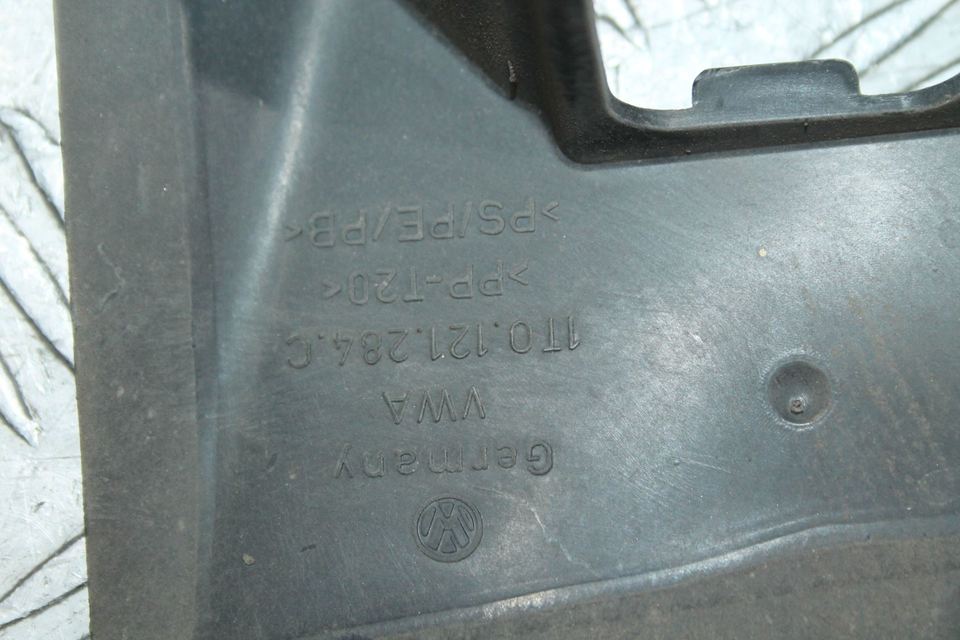 Germany
VWA
1T0.121.284.C
>PP-T20<
>PS/PE/PB<